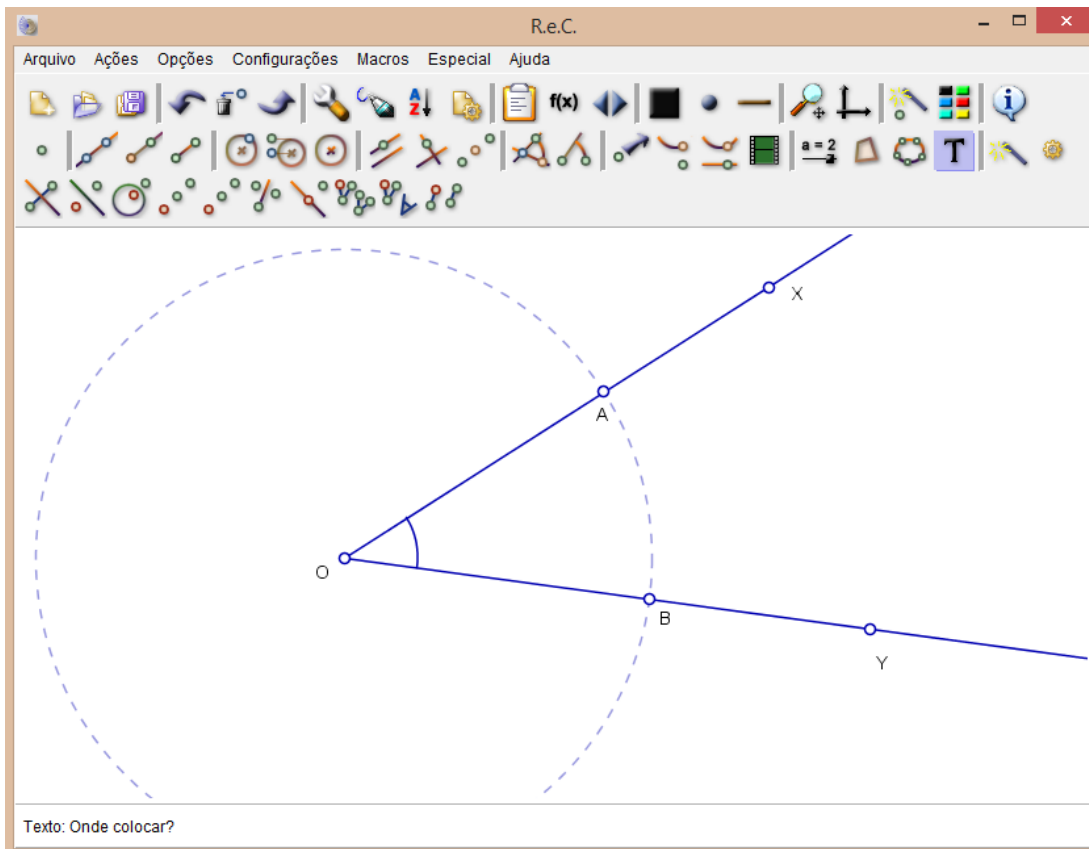 R.e.C.
Arquivo Ações Opções Configurações Macros Especial Ajuda
A Z f(x)
a = 2 T
X
A
O
B
Y
Texto: Onde colocar?